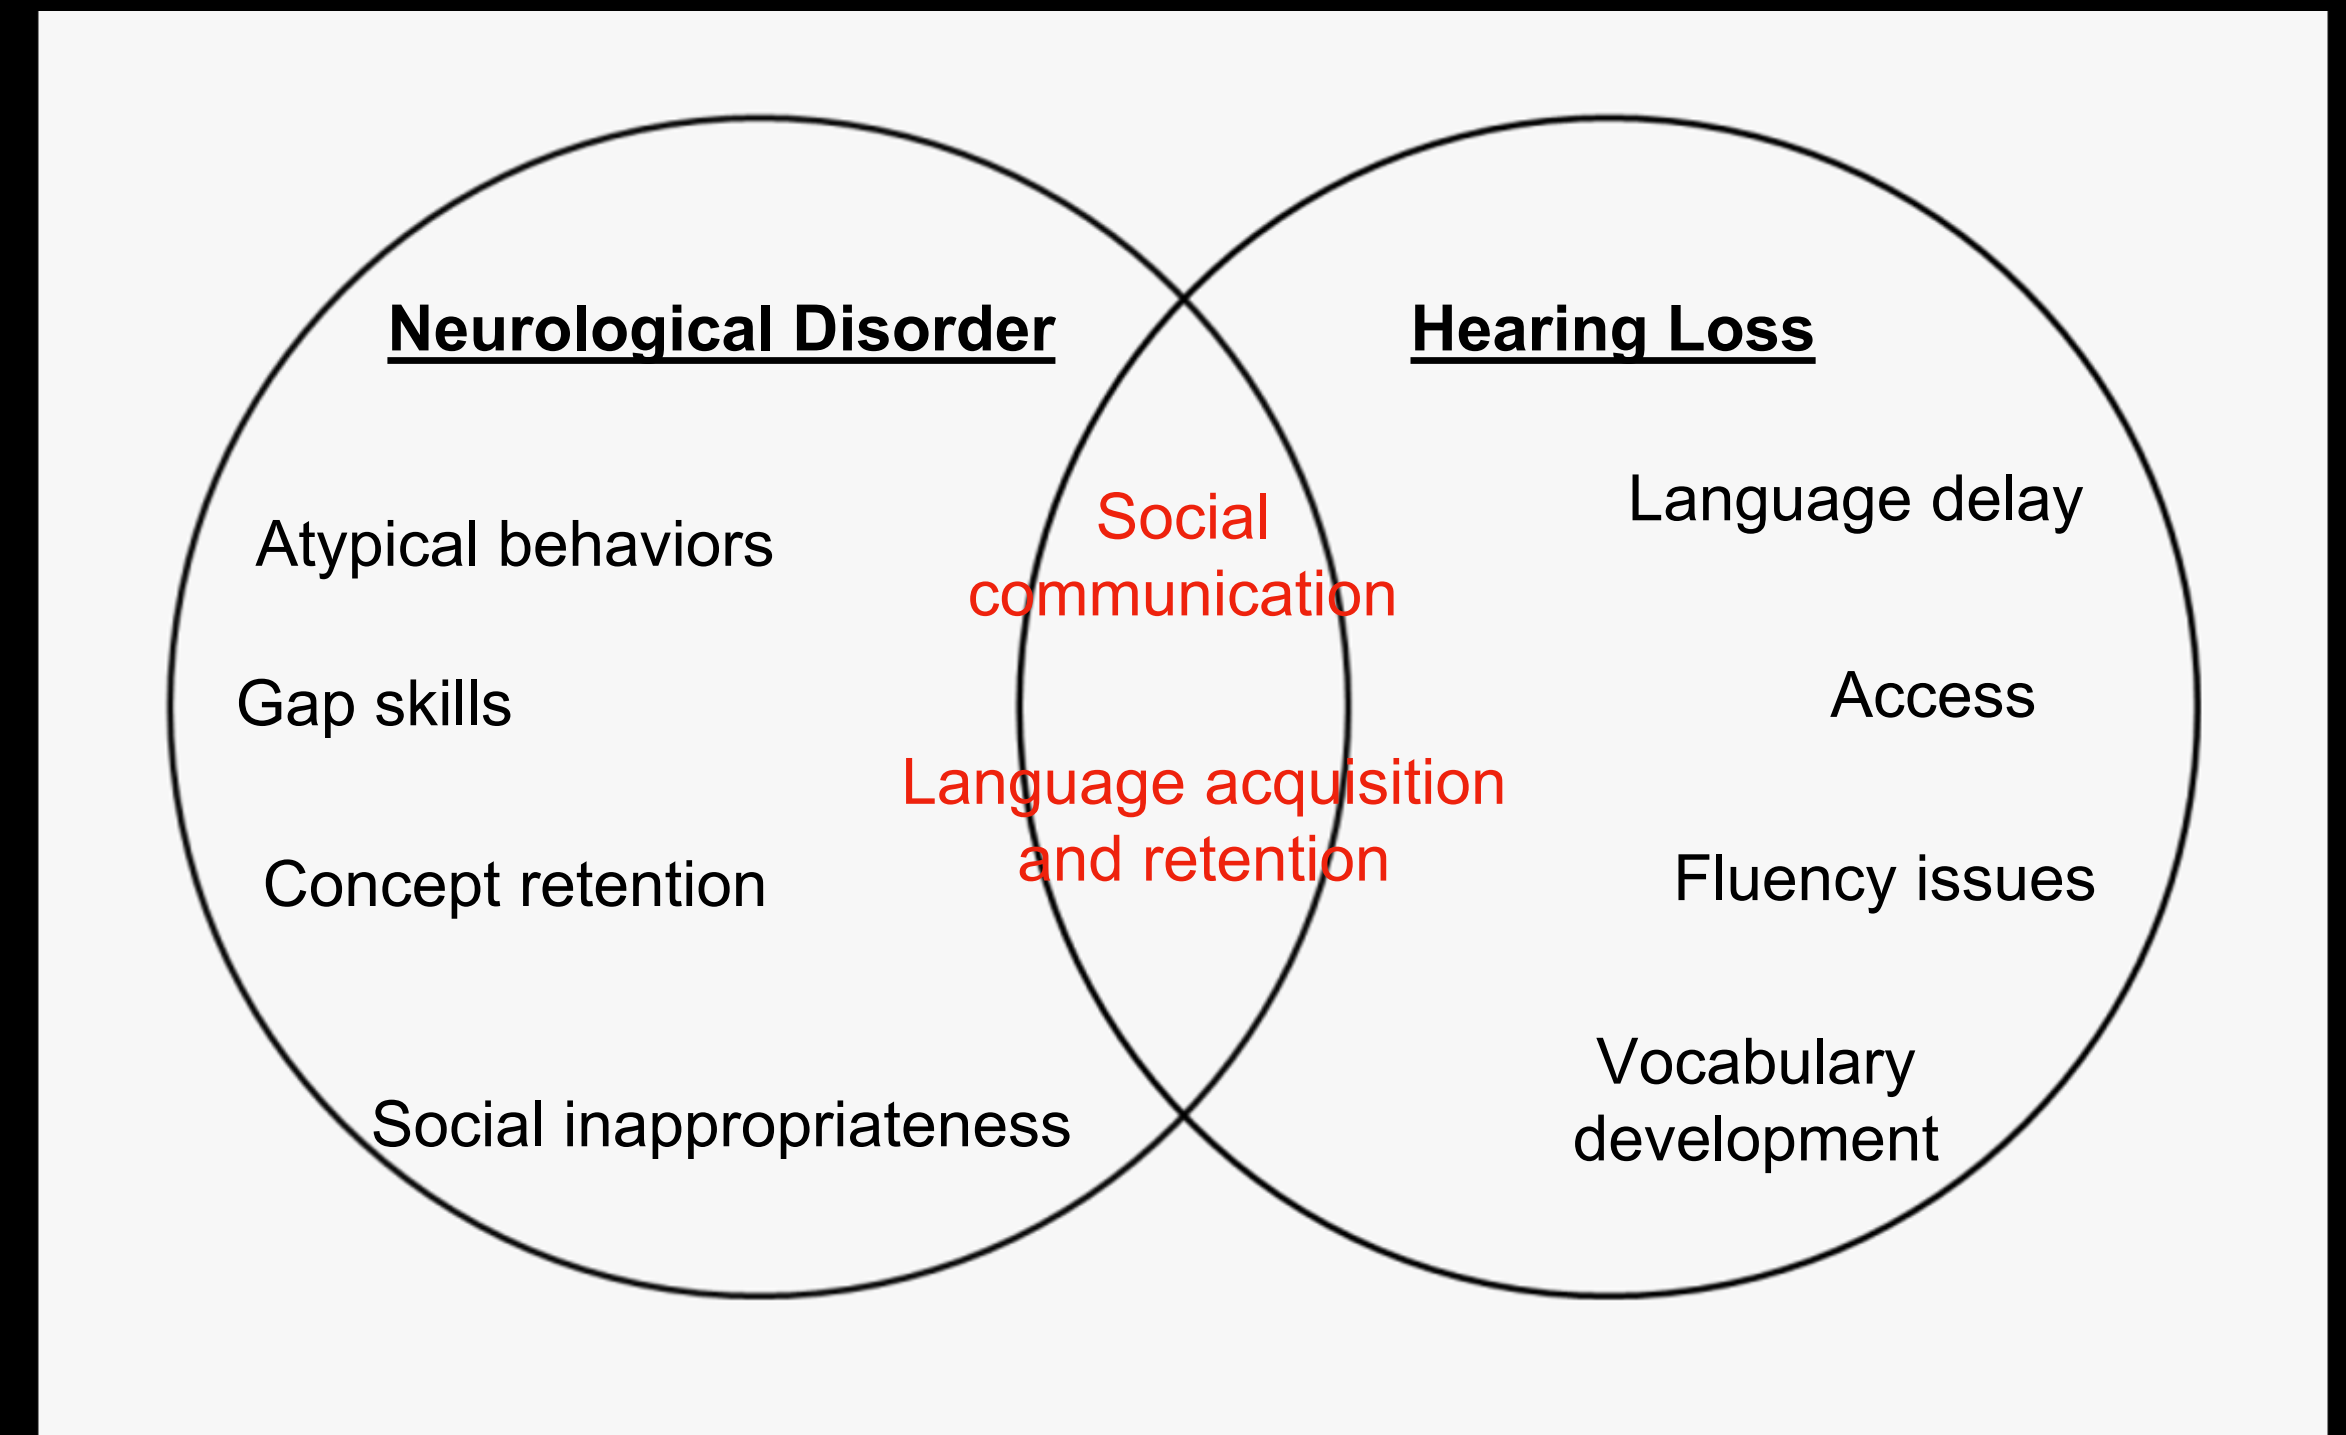 Neurological Disorder
Atypical behaviors
Gap skills
Concept retention
Social inappropriateness
Social
communication
Language acquisition
and retention
Hearing Loss
Language delay
Access
Fluency issues
Vocabulary
development